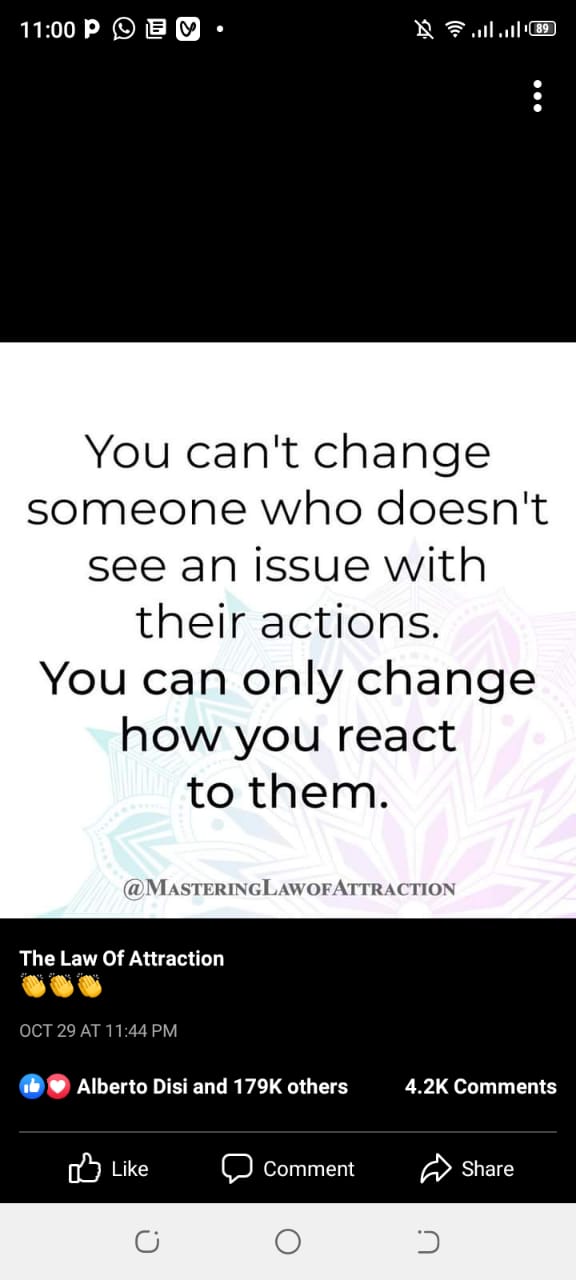 11:00
89
You can't change
someone who doesn't
see an issue with
their actions.
You can only change
how you react
to them.
@MasteringLawofAttraction
The Law Of Attraction
👏👏👏
OCT 29 AT 11:44 PM
Alberto Disi and 179K others 4.2K Comments
Like Comment Share